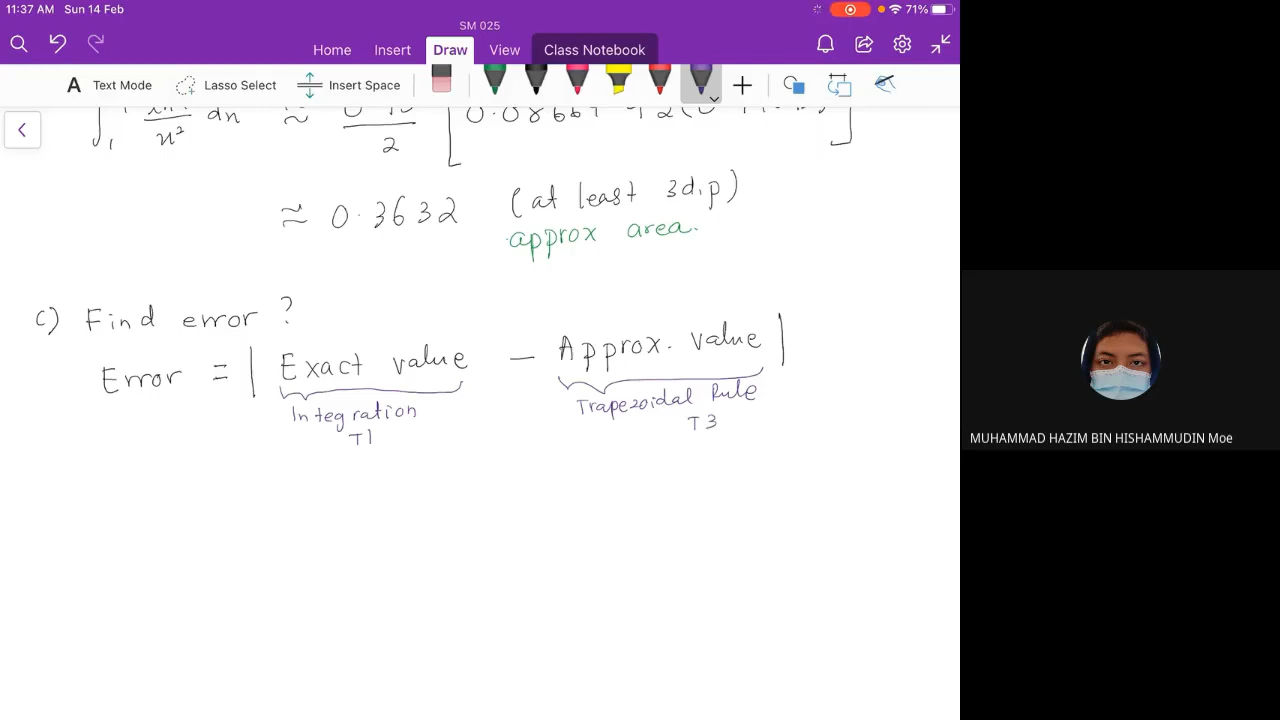 11:37 AM Sun 14 Feb
71%
SM 025
Home Insert Draw View Class Notebook
Text Mode Lasso Select Insert Space
≈
2
≈ 0.3632 (at least 3d.p)
approx area.
c) Find error ?
Error = | Exact value – Approx. value |
Integration Trapezoidal Rule
T1 T3
MUHAMMAD HAZIM BIN HISHAMMUDIN Moe